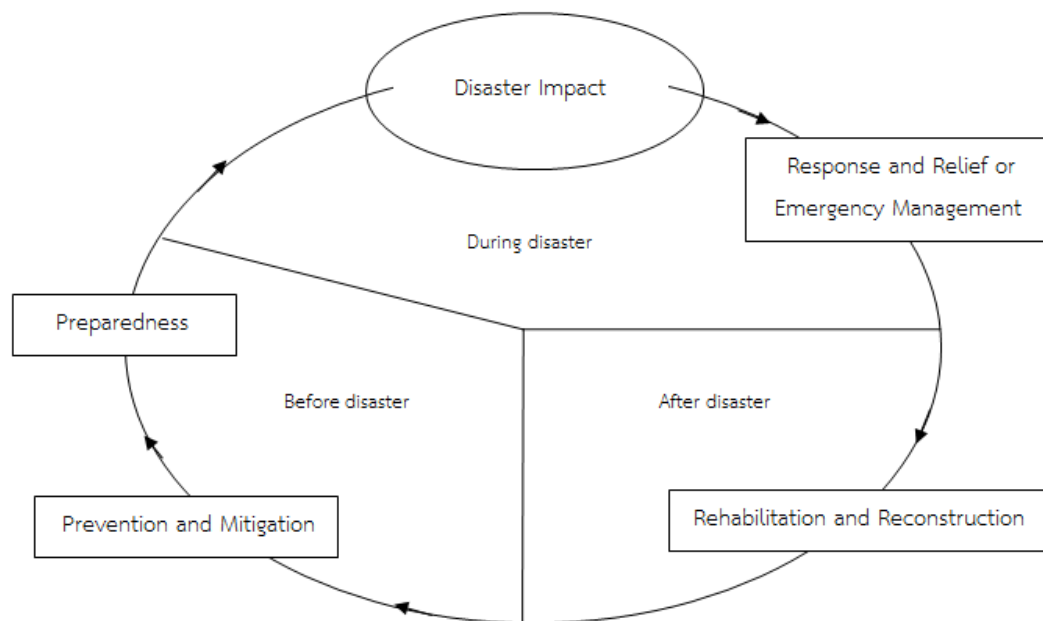 Disaster Impact
Response and Relief or
Emergency Management
During disaster
Preparedness
Before disaster
After disaster
Prevention and Mitigation
Rehabilitation and Reconstruction